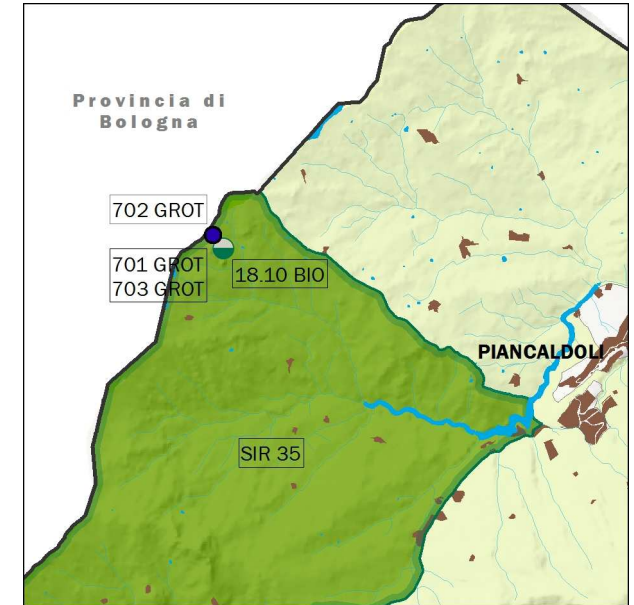 Provincia di
Bologna
702 GROT
701 GROT
703 GROT
18.10 BIO
PIANCALDOLI
SIR 35